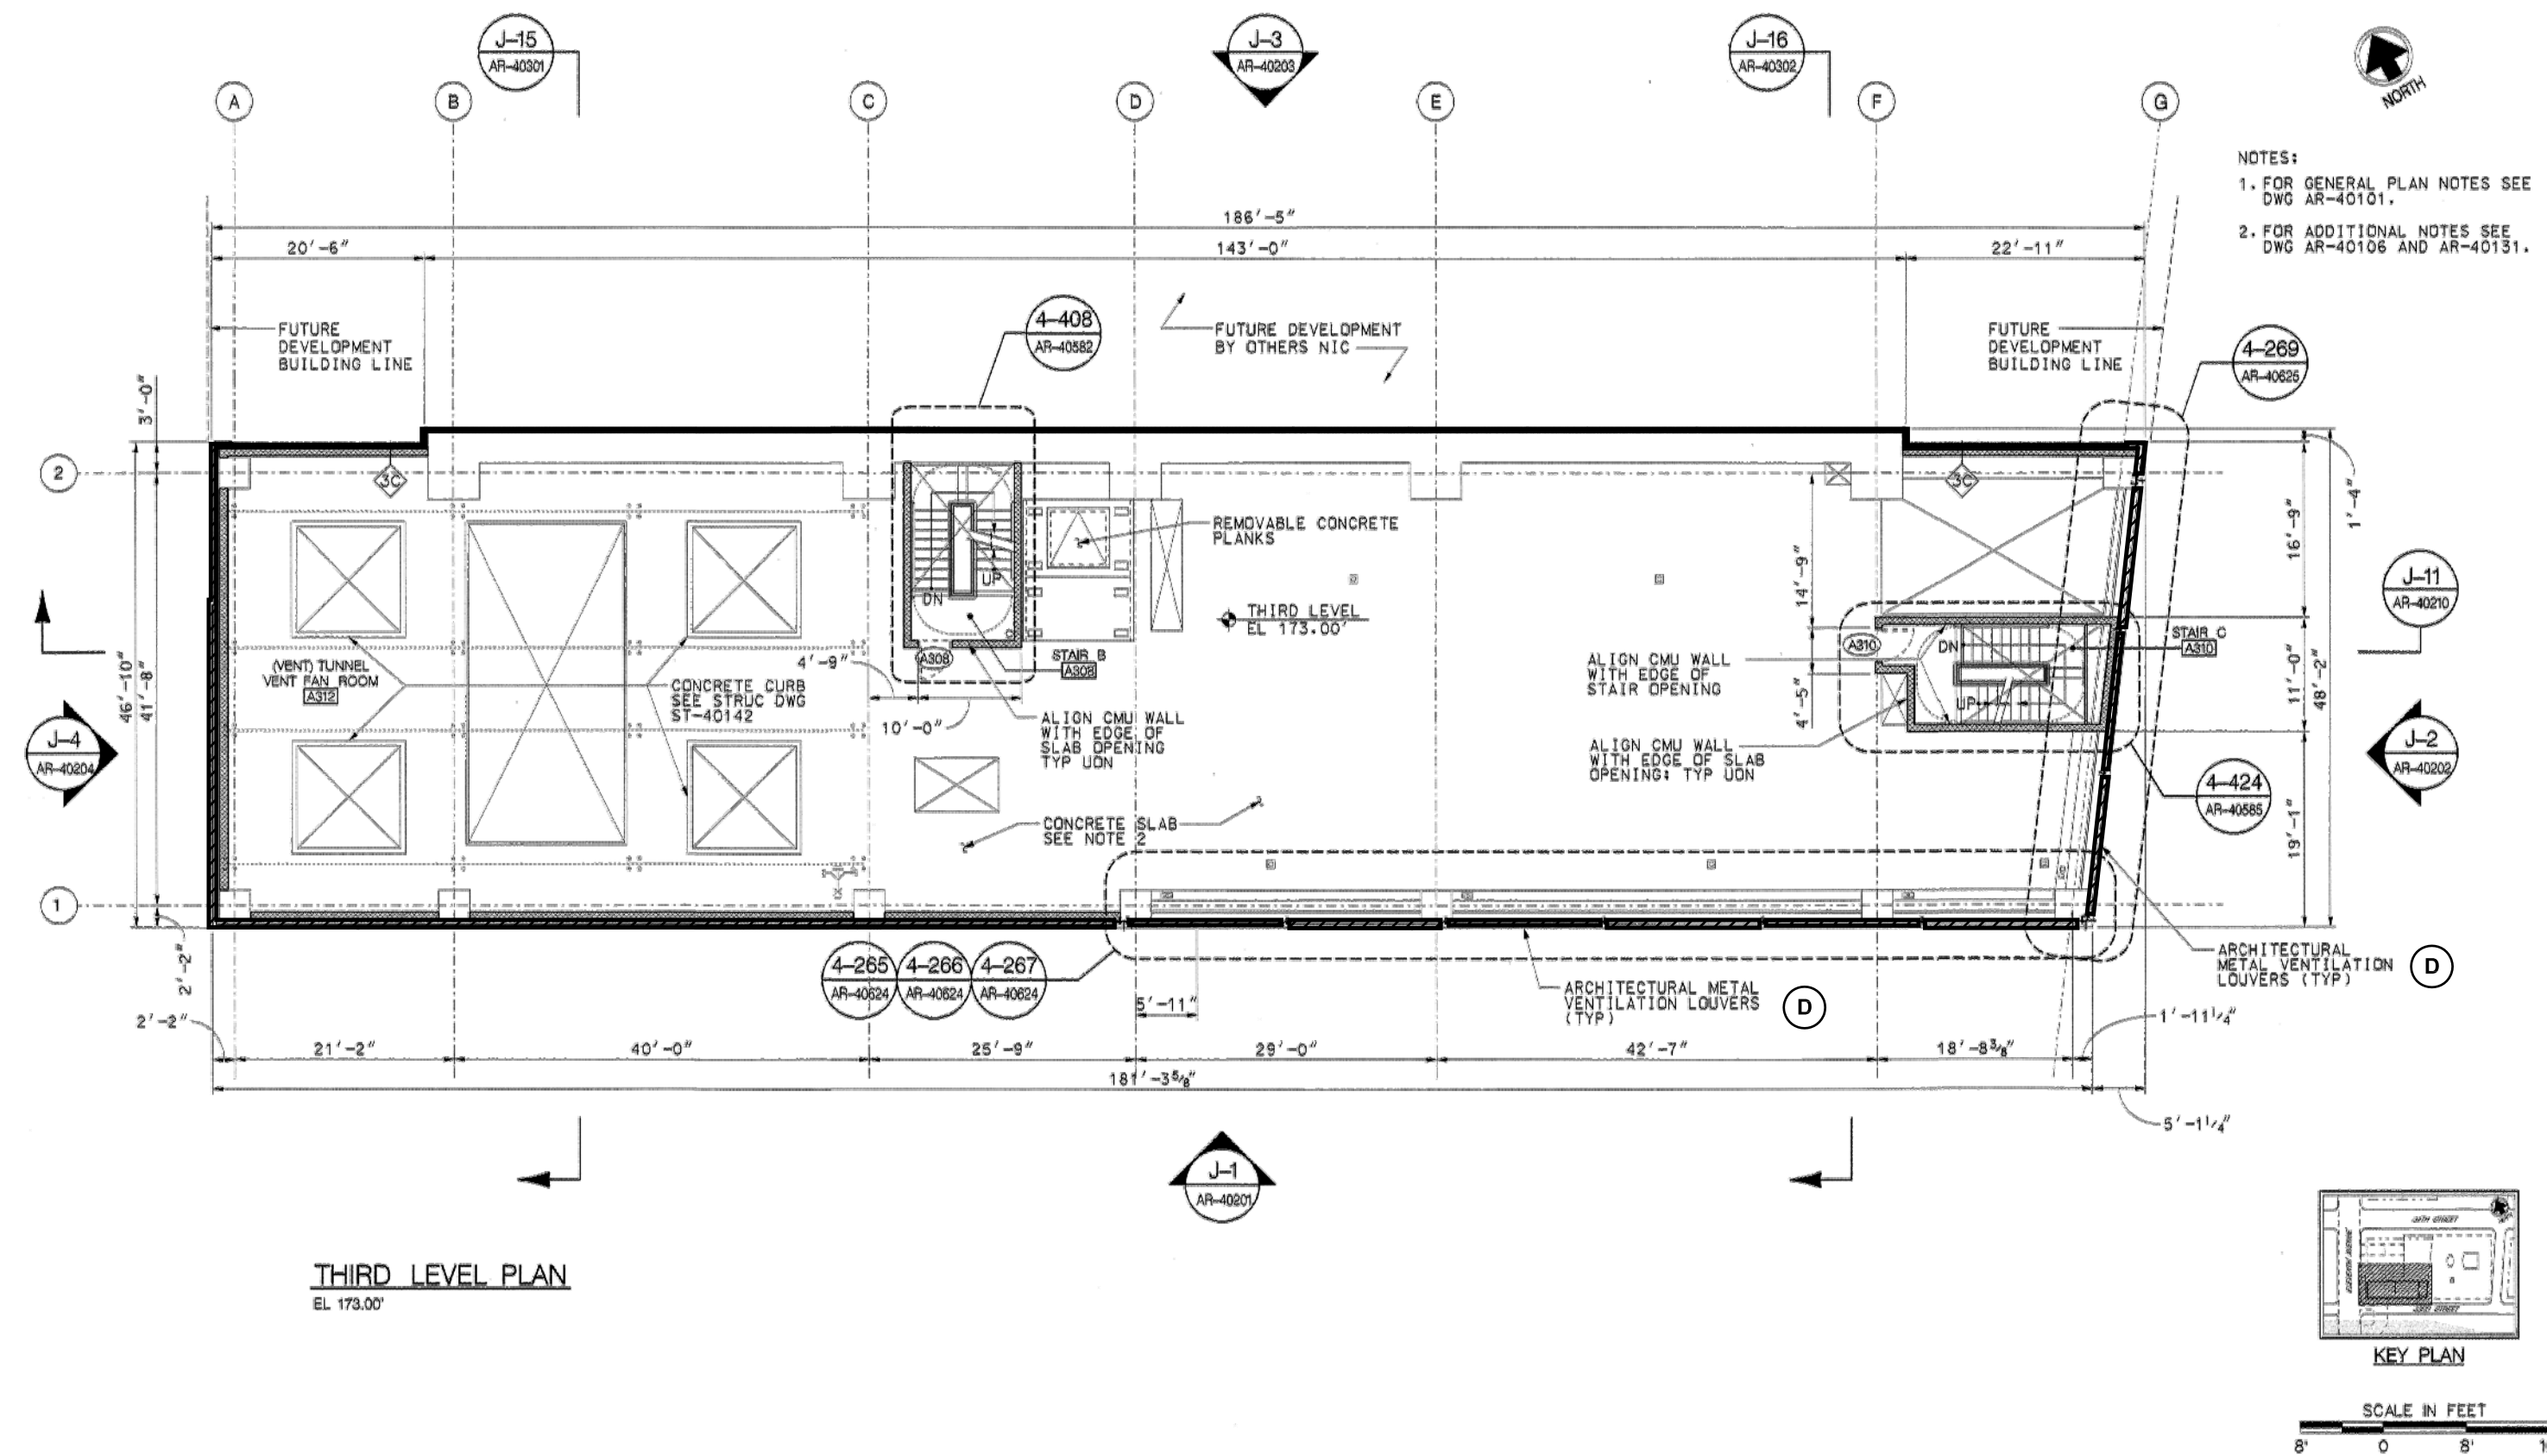 J-15
AR-40301
J-3
AR-40203
J-16
AR-40302
NORTH
A
B
C
D
E
F
G
NOTES:
1. FOR GENERAL PLAN NOTES SEE
DWG AR-40101.
2. FOR ADDITIONAL NOTES SEE
DWG AR-40106 AND AR-40131.
186'-5"
20'-6"
143'-0"
22'-11"
FUTURE
DEVELOPMENT
BUILDING LINE
4-408
AR-40582
FUTURE DEVELOPMENT
BY OTHERS NIC
FUTURE
DEVELOPMENT
BUILDING LINE
4-269
AR-40625
3'-0"
2
3C
3C
1'-4"
16'-9"
REMOVABLE CONCRETE
PLANKS
UP
DN
14'-9"
THIRD LEVEL
EL 173.00'
J-11
AR-40210
46'-10"
41'-8"
(VENT) TUNNEL
VENT FAN ROOM
A312
4'-9"
A308
STAIR B
A308
CONCRETE CURB
SEE STRUC DWG
ST-40142
10'-0"
ALIGN CMU WALL
WITH EDGE OF
SLAB OPENING
TYP UON
ALIGN CMU WALL
WITH EDGE OF
STAIR OPENING
A310
DN
UP
STAIR C
A310
11'-0"
48'-2"
4'-5"
J-4
AR-40204
J-2
AR-40202
ALIGN CMU WALL
WITH EDGE OF SLAB
OPENING; TYP UON
4-424
AR-40585
CONCRETE SLAB
SEE NOTE 2
19'-1"
1
2'-2"
4-265
AR-40624
4-266
AR-40624
4-267
AR-40624
ARCHITECTURAL
METAL VENTILATION
LOUVERS (TYP)
D
ARCHITECTURAL METAL
VENTILATION LOUVERS
(TYP)
D
5'-11"
2'-2"
1'-11 1/4"
21'-2"
40'-0"
25'-9"
29'-0"
42'-7"
18'-8 3/8"
181'-3 5/8"
5'-1 1/4"
J-1
AR-40201
THIRD LEVEL PLAN
EL 173.00'
ELEVENTH AVENUE
KEY PLAN
SCALE IN FEET
8'
0
8'